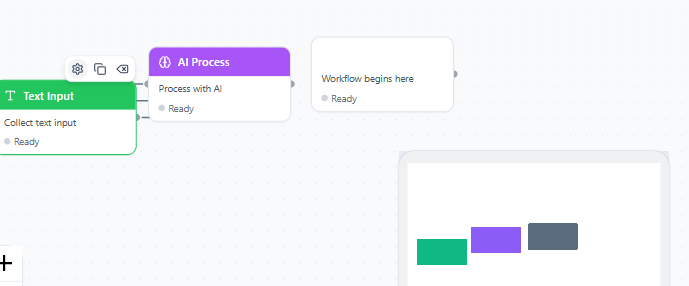 AI Process
Process with AI
Ready
Workflow begins here
Ready
Text Input
Collect text input
Ready